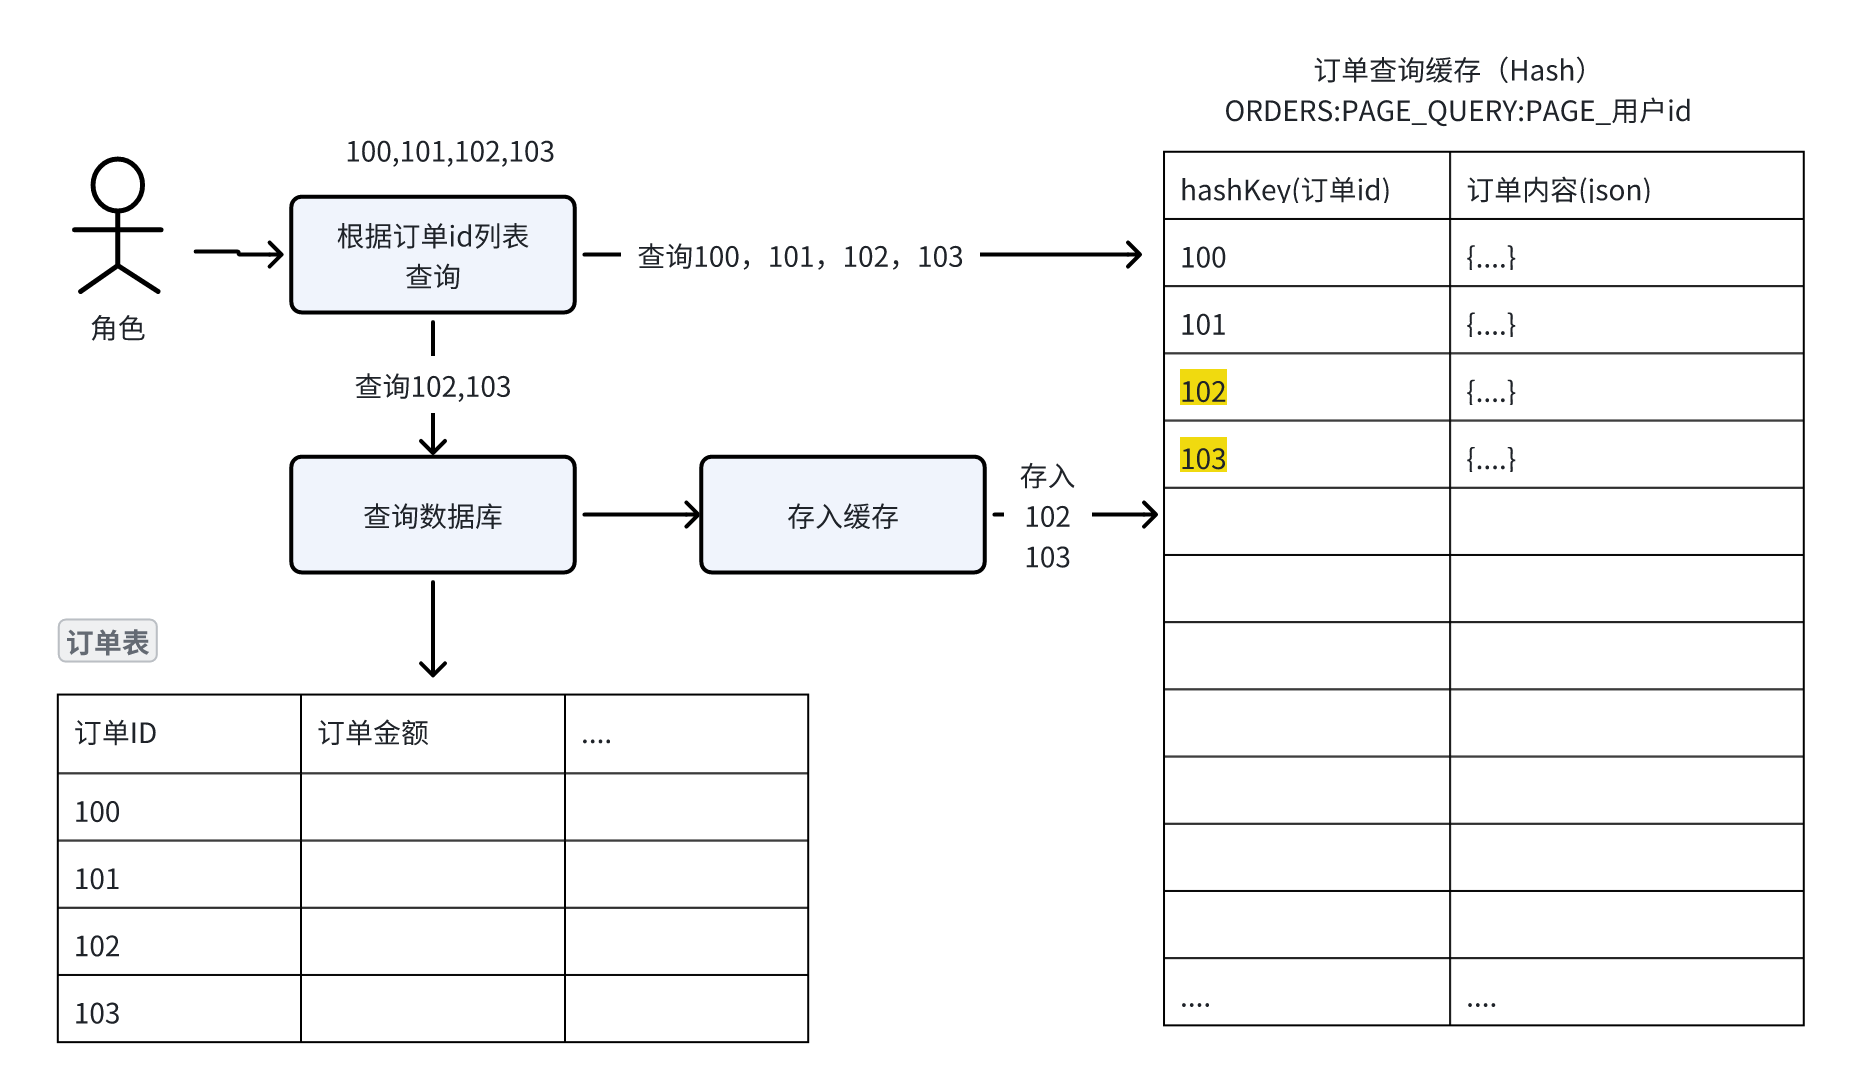 订单查询缓存（Hash）
ORDERS:PAGE_QUERY:PAGE_用户id
100,101,102,103
角色
根据订单id列表
查询
查询100，101，102，103
查询102,103
查询数据库
存入缓存
存入
102
103
hashKey(订单id) 订单内容(json)
100 {....}
101 {....}
102 {....}
103 {....}
.... ....
订单表
订单ID 订单金额 ....
100
101
102
103